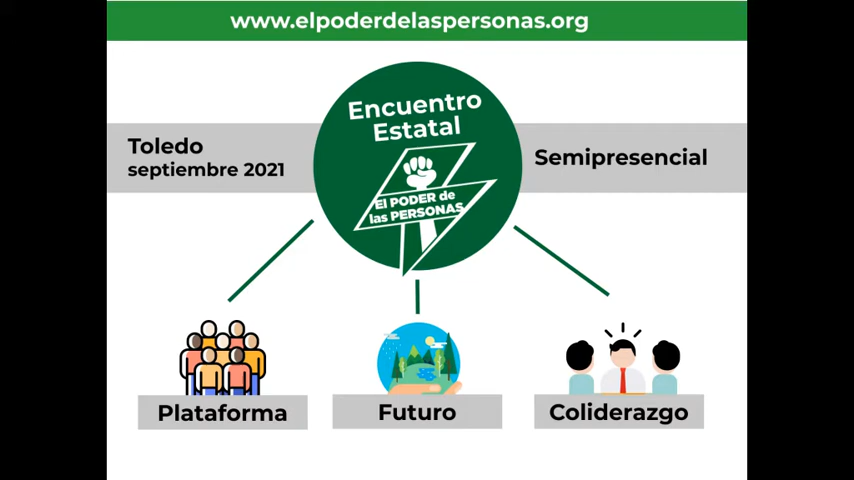 www.elpoderdelaspersonas.org
Encuentro
Estatal
Toledo
septiembre 2021
Semipresencial
El PODER de
las PERSONAS
Plataforma
Futuro
Coliderazgo